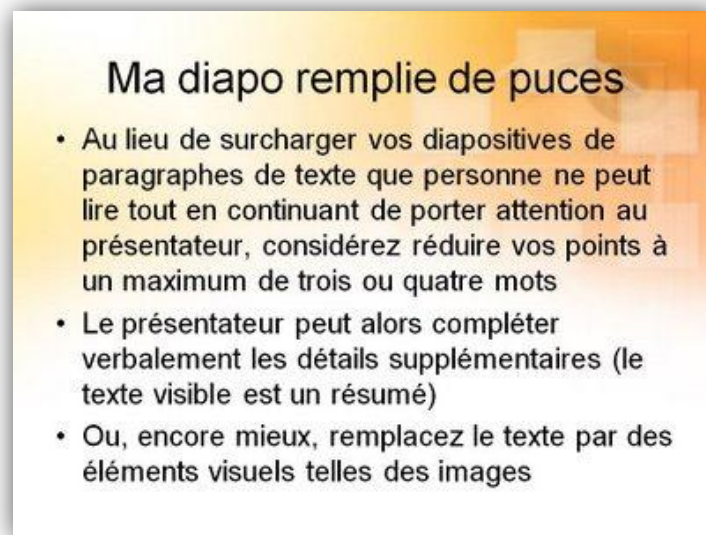 Ma diapo remplie de puces
• Au lieu de surcharger vos diapositives de
paragraphes de texte que personne ne peut
lire tout en continuant de porter attention au
présentateur, considérez réduire vos points à
un maximum de trois ou quatre mots
• Le présentateur peut alors compléter
verbalement les détails supplémentaires (le
texte visible est un résumé)
• Ou, encore mieux, remplacez le texte par des
éléments visuels telles des images